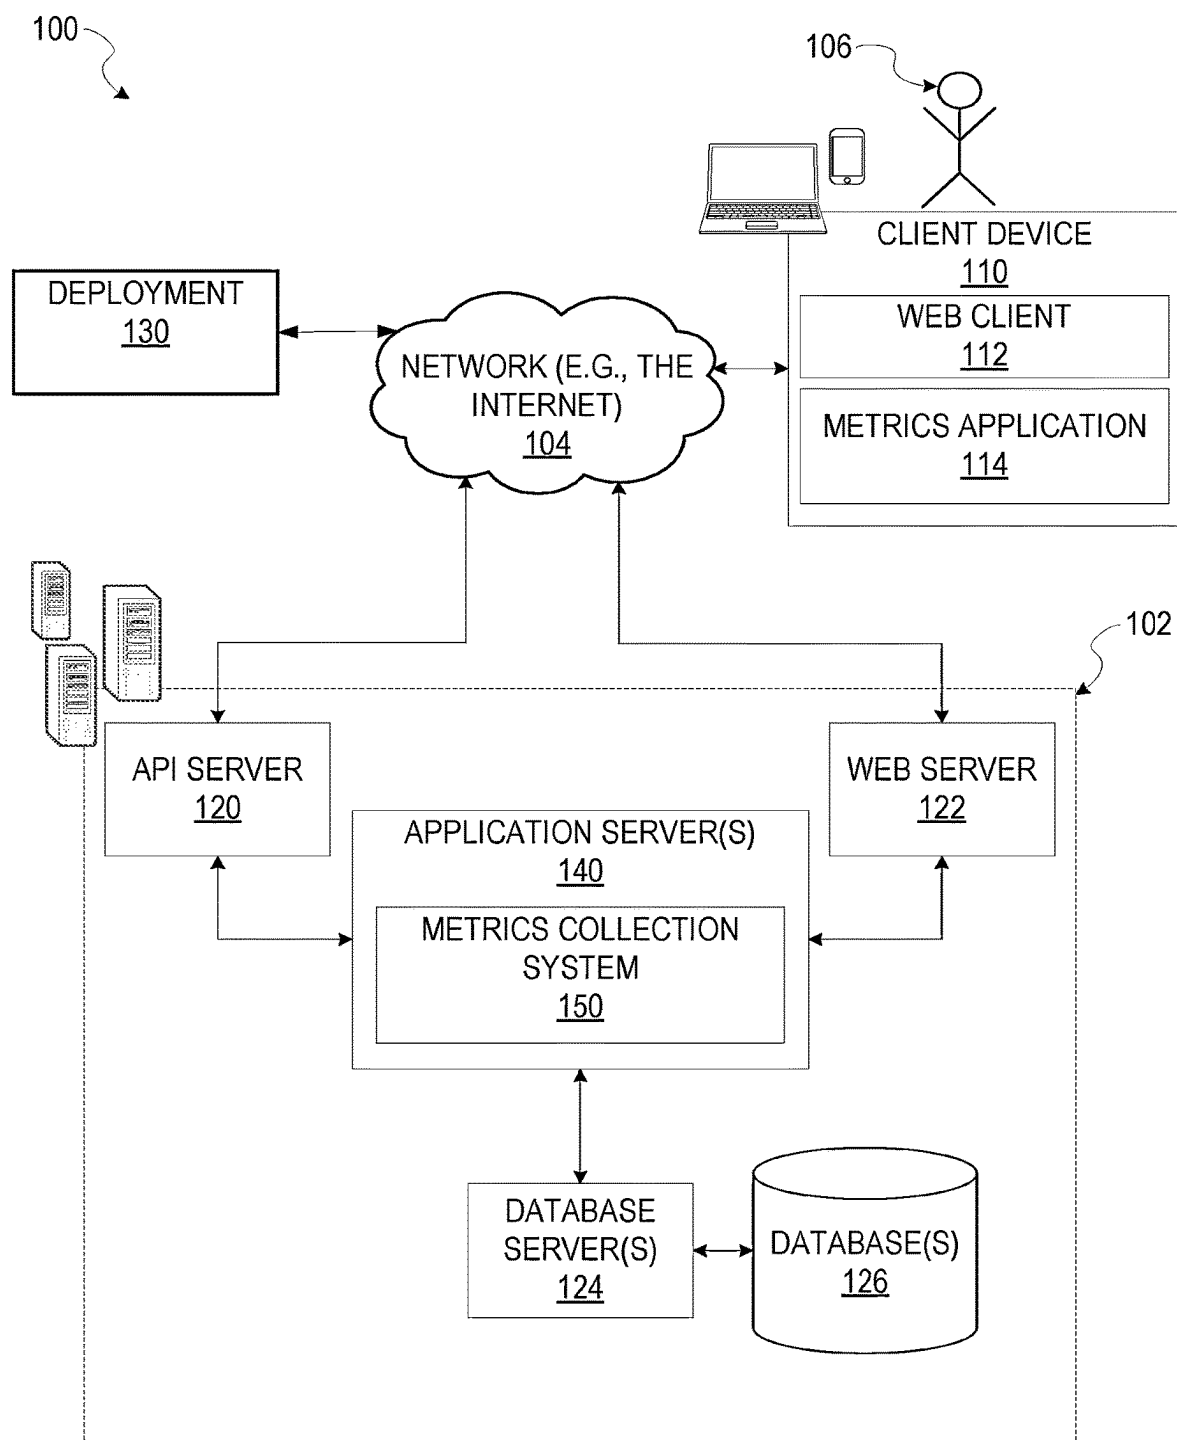 100
106
CLIENT DEVICE
110
WEB CLIENT
112
METRICS APPLICATION
114
DEPLOYMENT
130
NETWORK (E.G., THE
INTERNET)
104
102
API SERVER
120
WEB SERVER
122
APPLICATION SERVER(S)
140
METRICS COLLECTION
SYSTEM
150
DATABASE
SERVER(S)
124
DATABASE(S)
126